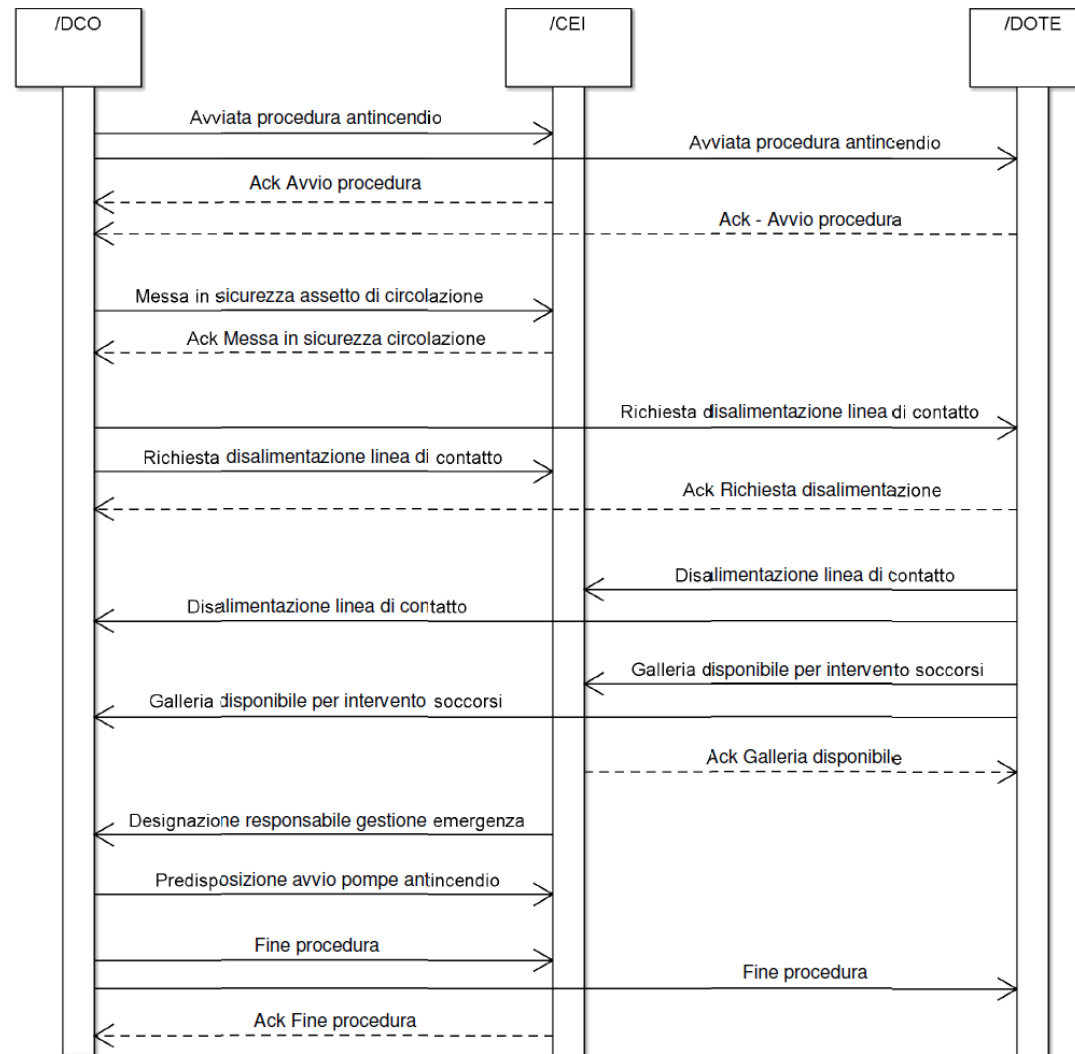 /DCO
/CEI
/DOTE
Avviata procedura antincendio
Avviata procedura antincendio
Ack Avvio procedura
Ack - Avvio procedura
Messa in sicurezza assetto di circolazione
Ack Messa in sicurezza circolazione
Richiesta disalimentazione linea di contatto
Richiesta disalimentazione linea di contatto
Ack Richiesta disalimentazione
Disalimentazione linea di contatto
Disalimentazione linea di contatto
Galleria disponibile per intervento soccorsi
Galleria disponibile per intervento soccorsi
Ack Galleria disponibile
Designazione responsabile gestione emergenza
Predisposizione avvio pompe antincendio
Fine procedura
Fine procedura
Ack Fine procedura